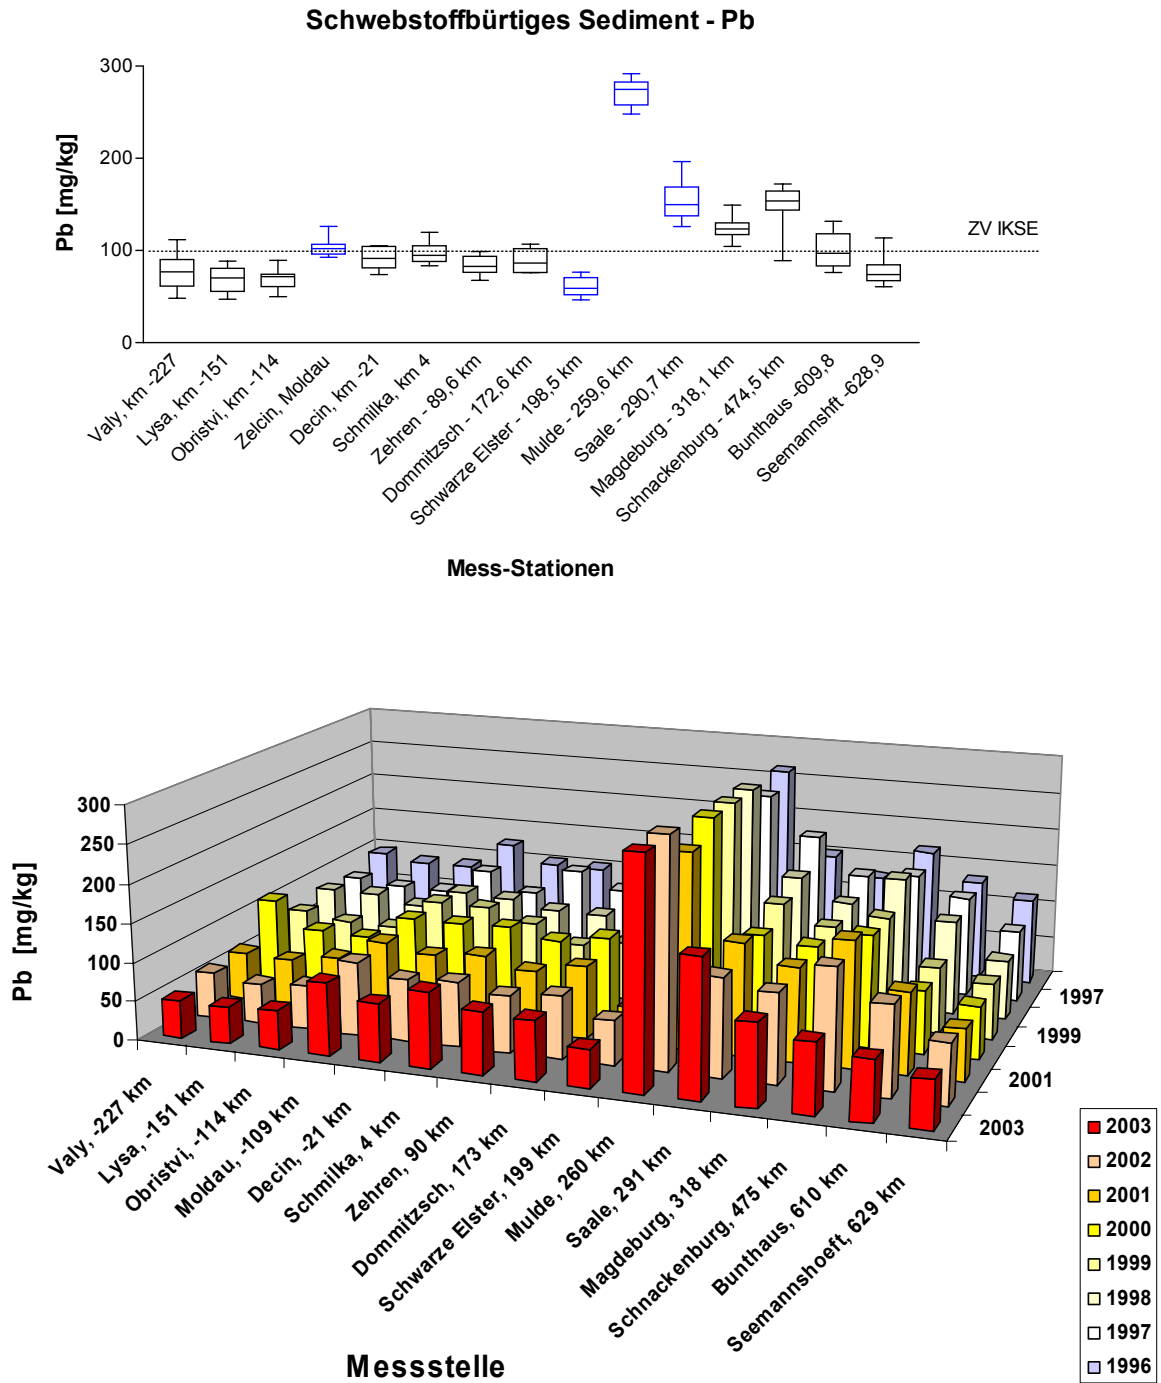 Schwebstoffbürtiges Sediment - Pb
Pb [mg/kg]
300
200
100
0
ZV IKSE
Valy, km -227
Lysa, km -151
Obristvi, km -114
Zelcin, Moldau
Decin, km -21
Schmilka, km 4
Zehren - 89,6 km
Dommitzsch - 172,6 km
Schwarze Elster - 198,5 km
Mulde - 259,6 km
Saale - 290,7 km
Magdeburg - 318,1 km
Schnackenburg - 474,5 km
Bunthaus -609,8
Seemannshft -628,9
Mess-Stationen
Pb [mg/kg]
300
250
200
150
100
50
0
Valy, -227 km
Lysa, -151 km
Obristvi, -114 km
Moldau, -109 km
Decin, -21 km
Schmilka, 4 km
Zehren, 90 km
Dommitzsch, 173 km
Schwarze Elster, 199 km
Mulde, 260 km
Saale, 291 km
Magdeburg, 318 km
Schnackenburg, 475 km
Bunthaus, 610 km
Seemannshoeft, 629 km
1997
1999
2001
2003
Messstelle
2003
2002
2001
2000
1999
1998
1997
1996